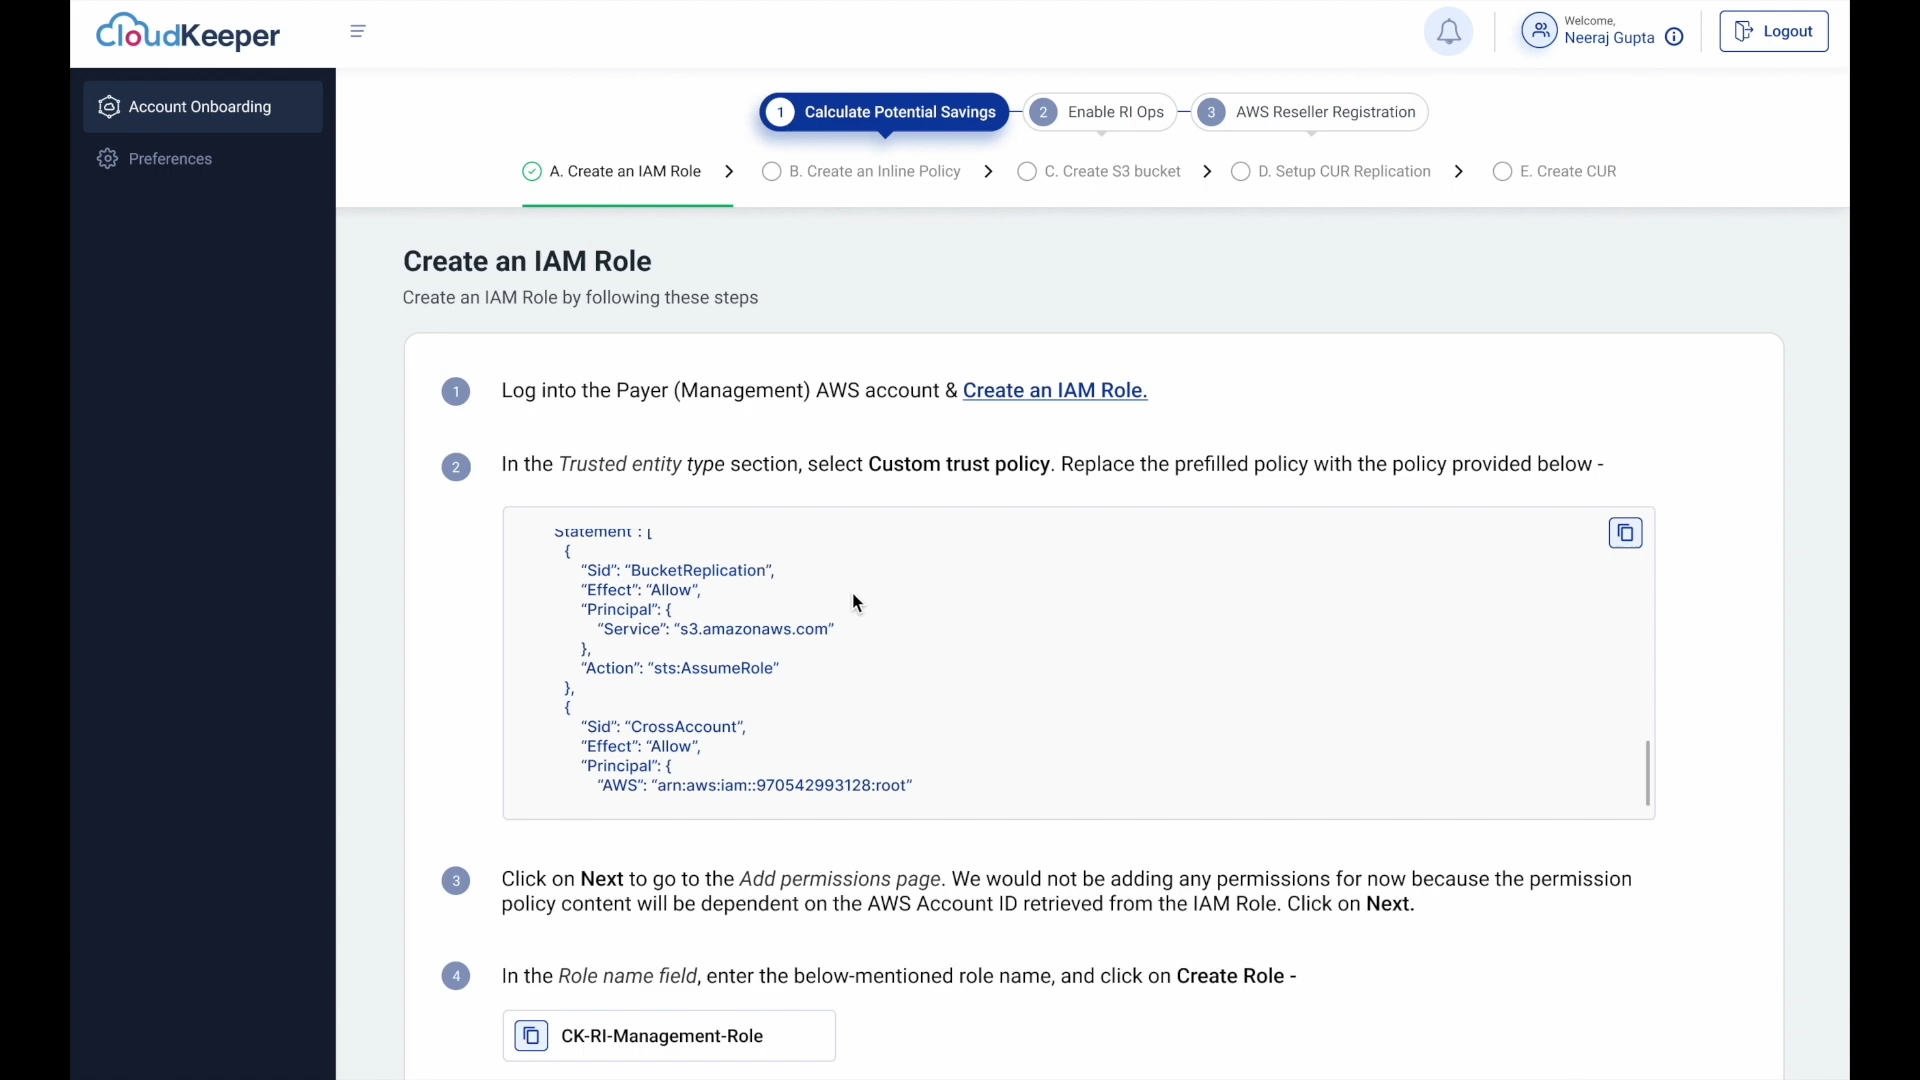 CloudKeeper
Welcome,
Neeraj Gupta
Logout
Account Onboarding
Preferences
1 Calculate Potential Savings
2 Enable RI Ops
3 AWS Reseller Registration
A. Create an IAM Role
B. Create an Inline Policy
C. Create S3 bucket
D. Setup CUR Replication
E. Create CUR
Create an IAM Role
Create an IAM Role by following these steps
1 Log into the Payer (Management) AWS account & Create an IAM Role.
2 In the Trusted entity type section, select Custom trust policy. Replace the prefilled policy with the policy provided below -
Statement : [
{
“Sid”: “BucketReplication”,
“Effect”: “Allow”,
“Principal”: {
“Service”: “s3.amazonaws.com”
},
“Action”: “sts:AssumeRole”
},
{
“Sid”: “CrossAccount”,
“Effect”: “Allow”,
“Principal”: {
“AWS”: “arn:aws:iam::970542993128:root”
3 Click on Next to go to the Add permissions page. We would not be adding any permissions for now because the permission
policy content will be dependent on the AWS Account ID retrieved from the IAM Role. Click on Next.
4 In the Role name field, enter the below-mentioned role name, and click on Create Role -
CK-RI-Management-Role